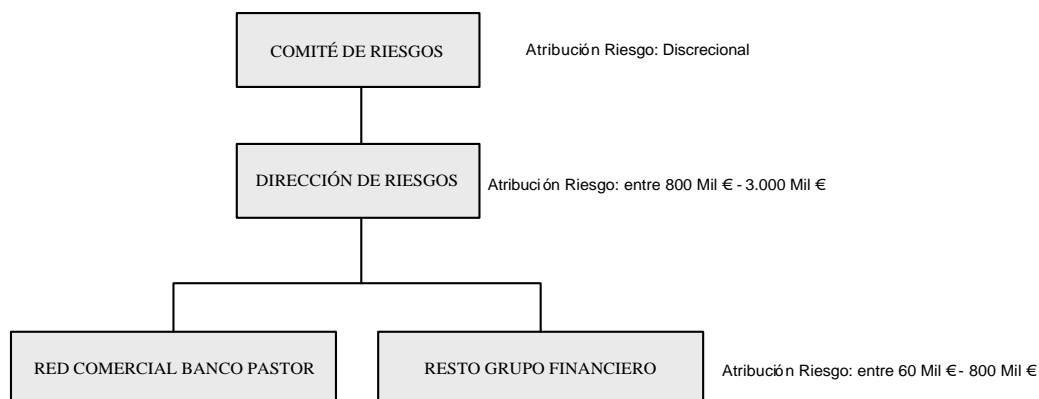 COMITÉ DE RIESGOS
Atribución Riesgo: Discrecional
DIRECCIÓN DE RIESGOS
Atribución Riesgo: entre 800 Mil € - 3.000 Mil €
RED COMERCIAL BANCO PASTOR
RESTO GRUPO FINANCIERO
Atribución Riesgo: entre 60 Mil € - 800 Mil €